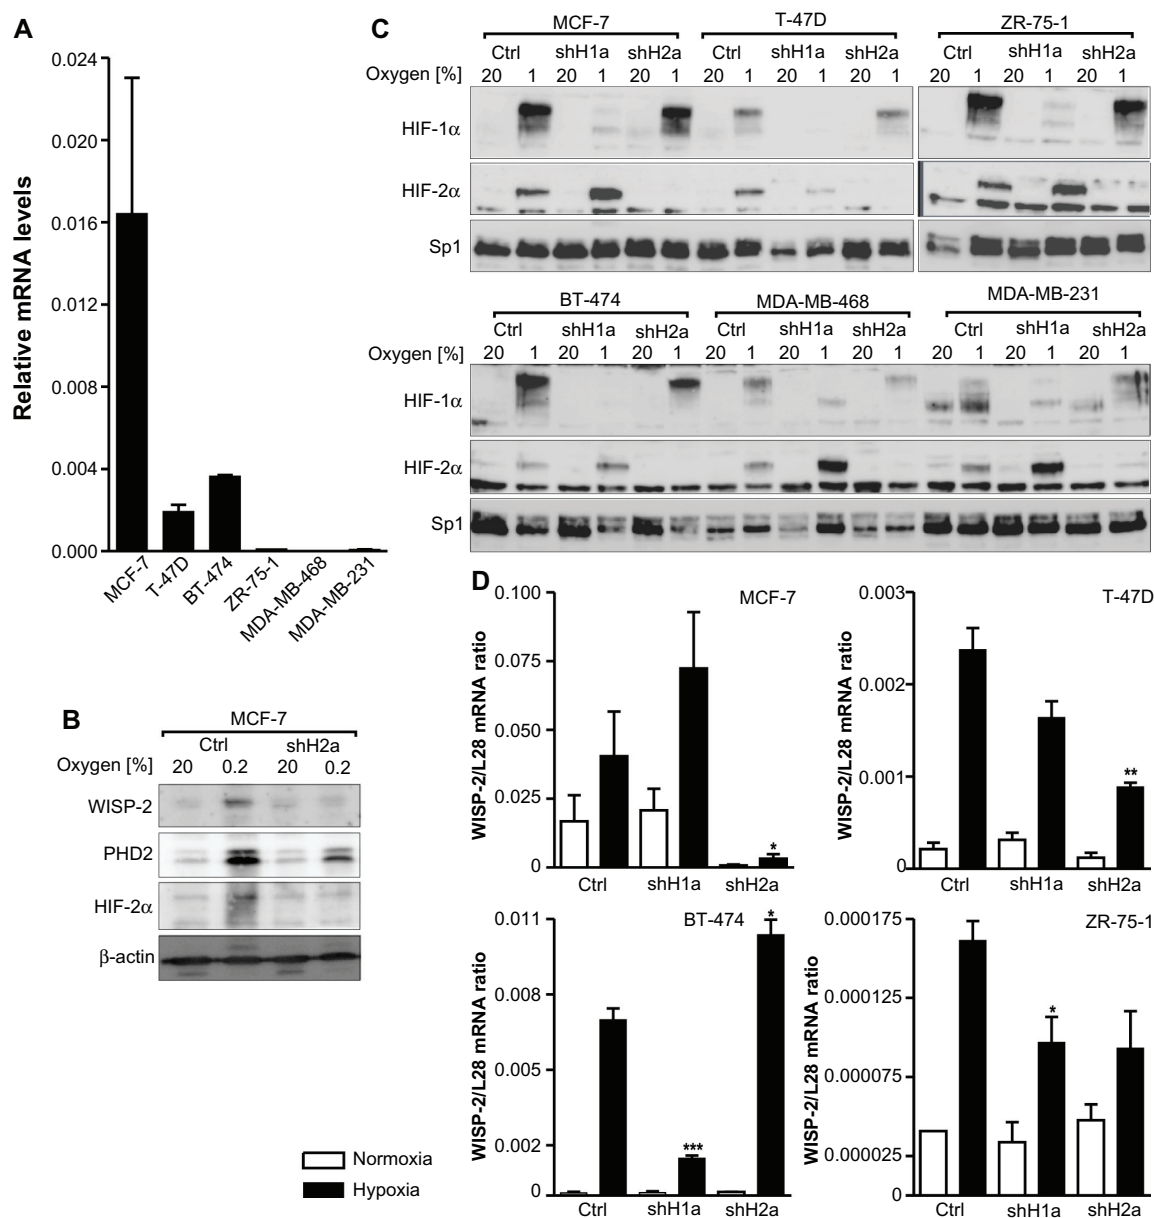 A
Relative mRNA levels
0.024
0.020
0.016
0.012
0.008
0.004
0.000
MCF-7
T-47D
BT-474
ZR-75-1
MDA-MB-468
MDA-MB-231
B
MCF-7
Ctrl shH2a
Oxygen [%] 20 0.2 20 0.2
WISP-2
PHD2
HIF-2α
β-actin
Normoxia
Hypoxia
C
MCF-7 T-47D ZR-75-1
Ctrl shH1a shH2a Ctrl shH1a shH2a Ctrl shH1a shH2a
Oxygen [%] 20 1 20 1 20 1 20 1 20 1 20 1 20 1 20 1 20 1
HIF-1α
HIF-2α
Sp1
BT-474 MDA-MB-468 MDA-MB-231
Ctrl shH1a shH2a Ctrl shH1a shH2a Ctrl shH1a shH2a
Oxygen [%] 20 1 20 1 20 1 20 1 20 1 20 1 20 1 20 1 20 1
HIF-1α
HIF-2α
Sp1
D
MCF-7
WISP-2/L28 mRNA ratio
0.100
0.075
0.050
0.025
0
*
Ctrl shH1a shH2a
T-47D
WISP-2/L28 mRNA ratio
0.003
0.002
0.001
0
**
Ctrl shH1a shH2a
BT-474
WISP-2/L28 mRNA ratio
0.011
0.008
0.005
0.002
0
***
*
Ctrl shH1a shH2a
ZR-75-1
WISP-2/L28 mRNA ratio
0.000175
0.000125
0.000075
0.000025
0
*
Ctrl shH1a shH2a